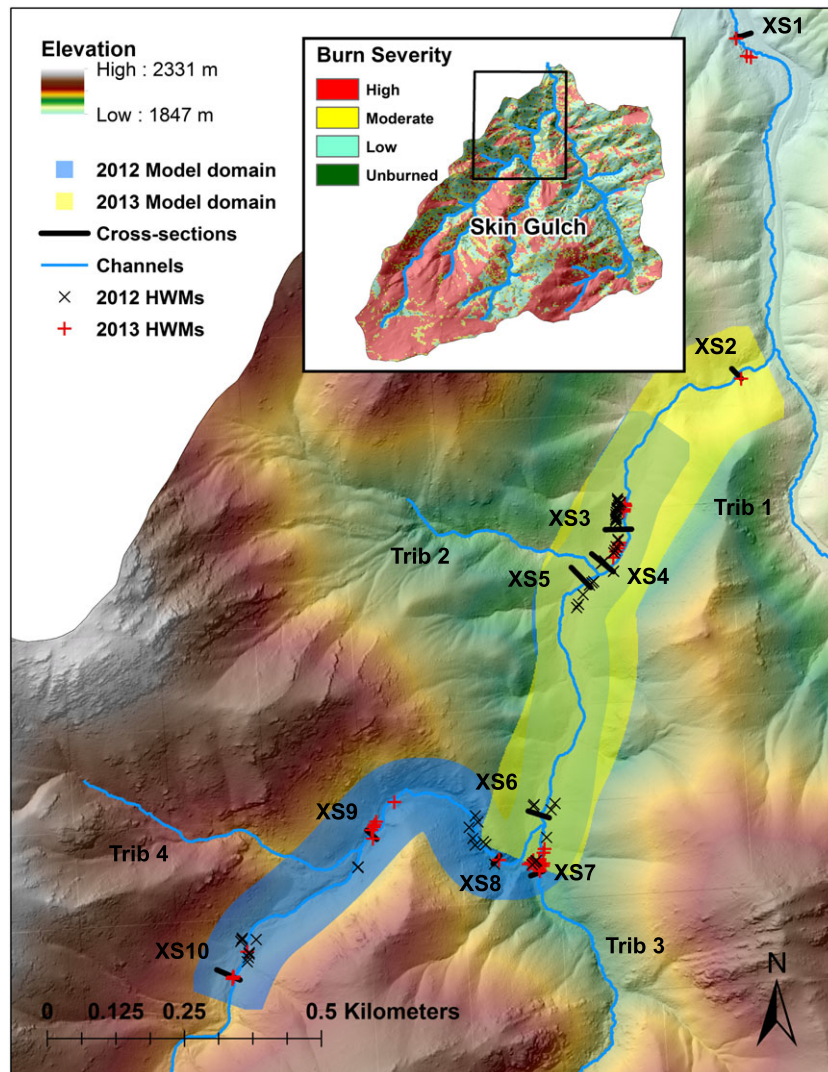 Elevation
High : 2331 m
Low : 1847 m
2012 Model domain
2013 Model domain
Cross-sections
Channels
2012 HWMs
2013 HWMs
Burn Severity
High
Moderate
Low
Unburned
Skin Gulch
XS1
XS2
Trib 1
XS3
Trib 2
XS5
XS4
XS6
XS9
Trib 4
XS8
XS7
XS10
Trib 3
N
0 0.125 0.25 0.5 Kilometers